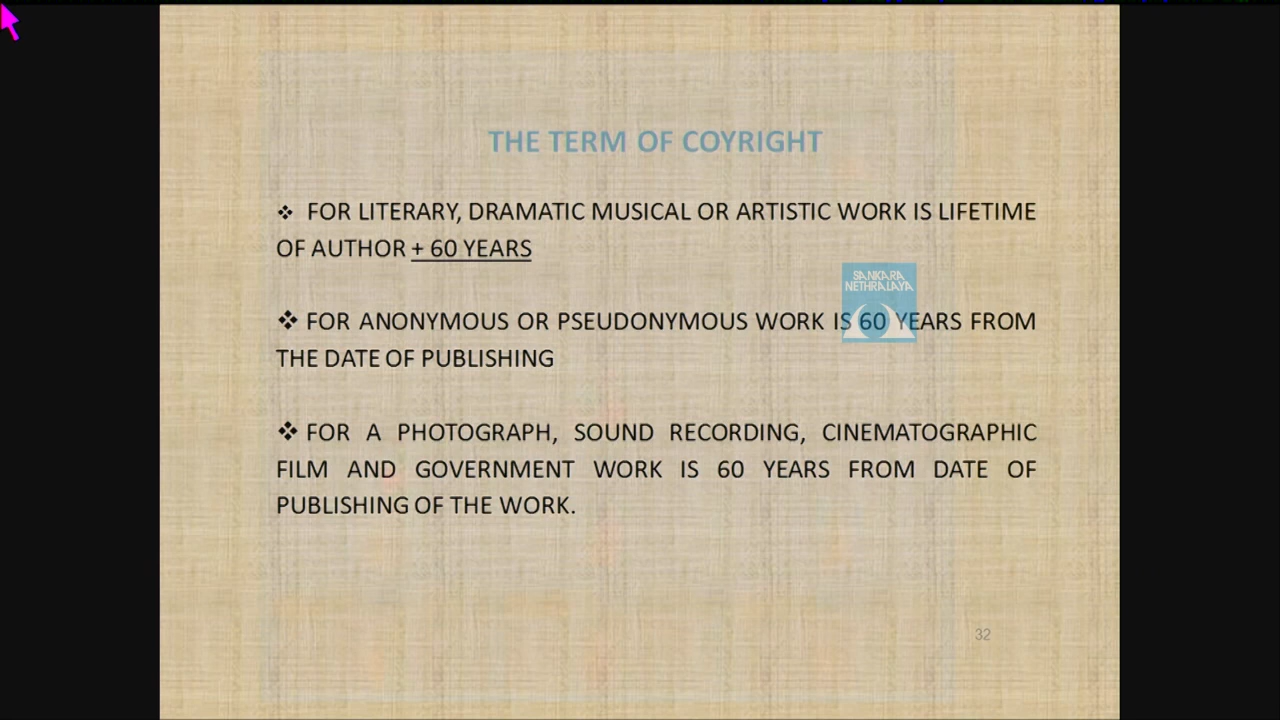 THE TERM OF COYRIGHT
❖ FOR LITERARY, DRAMATIC MUSICAL OR ARTISTIC WORK IS LIFETIME
OF AUTHOR + 60 YEARS
SANKARA
NETHRALAYA
❖ FOR ANONYMOUS OR PSEUDONYMOUS WORK IS 60 YEARS FROM
THE DATE OF PUBLISHING
❖ FOR A PHOTOGRAPH, SOUND RECORDING, CINEMATOGRAPHIC
FILM AND GOVERNMENT WORK IS 60 YEARS FROM DATE OF
PUBLISHING OF THE WORK.
32